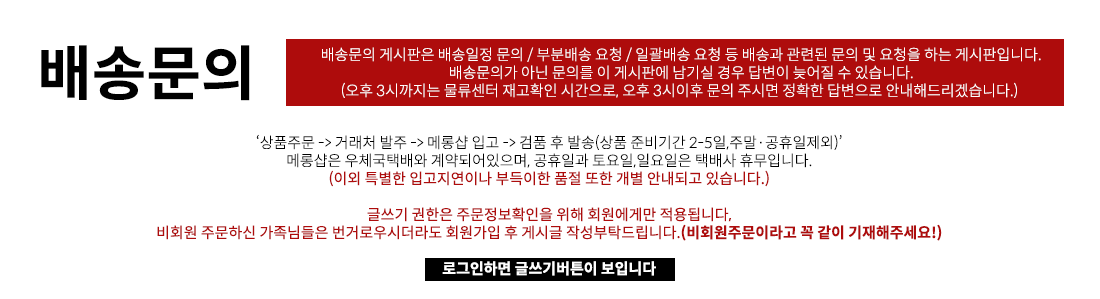 배송문의
배송문의 게시판은 배송일정 문의 / 부분배송 요청 / 일괄배송 요청 등 배송과 관련된 문의 및 요청을 하는 게시판입니다.
배송문의가 아닌 문의를 이 게시판에 남기실 경우 답변이 늦어질 수 있습니다.
(오후 3시까지는 물류센터 재고확인 시간으로, 오후 3시이후 문의 주시면 정확한 답변으로 안내해드리겠습니다.)
‘상품주문 -> 거래처 발주 -> 메롱샵 입고 -> 검품 후 발송(상품 준비기간 2-5일,주말·공휴일제외)’
메롱샵은 우체국택배와 계약되어있으며, 공휴일과 토요일,일요일은 택배사 휴무입니다.
(이외 특별한 입고지연이나 부득이한 품절 또한 개별 안내되고 있습니다.)
글쓰기 권한은 주문정보확인을 위해 회원에게만 적용됩니다,
비회원 주문하신 가족님들은 번거로우시더라도 회원가입 후 게시글 작성부탁드립니다.(비회원주문이라고 꼭 같이 기재해주세요!)
로그인하면 글쓰기버튼이 보입니다